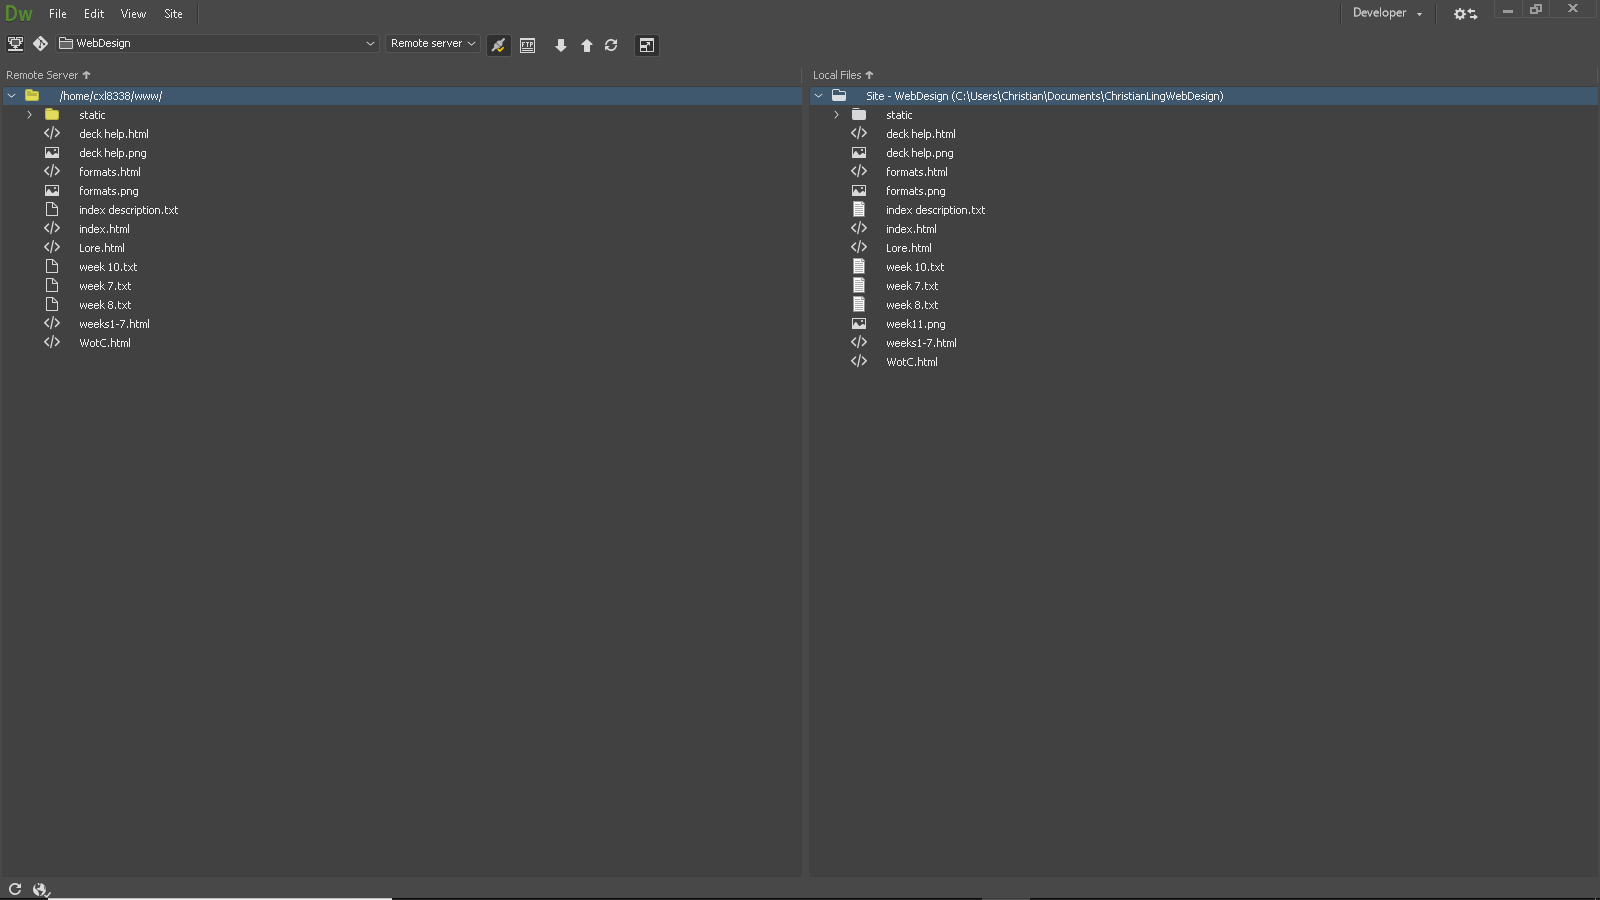 Dw File Edit View Site Developer
WebDesign Remote server FTP
Remote Server
/home/cxl8338/www/
static
deck help.html
deck help.png
formats.html
formats.png
index description.txt
index.html
Lore.html
week 10.txt
week 7.txt
week 8.txt
weeks1-7.html
WotC.html
Local Files
Site - WebDesign (C:\Users\Christian\Documents\ChristianLingWebDesign)
static
deck help.html
deck help.png
formats.html
formats.png
index description.txt
index.html
Lore.html
week 10.txt
week 7.txt
week 8.txt
week11.png
weeks1-7.html
WotC.html